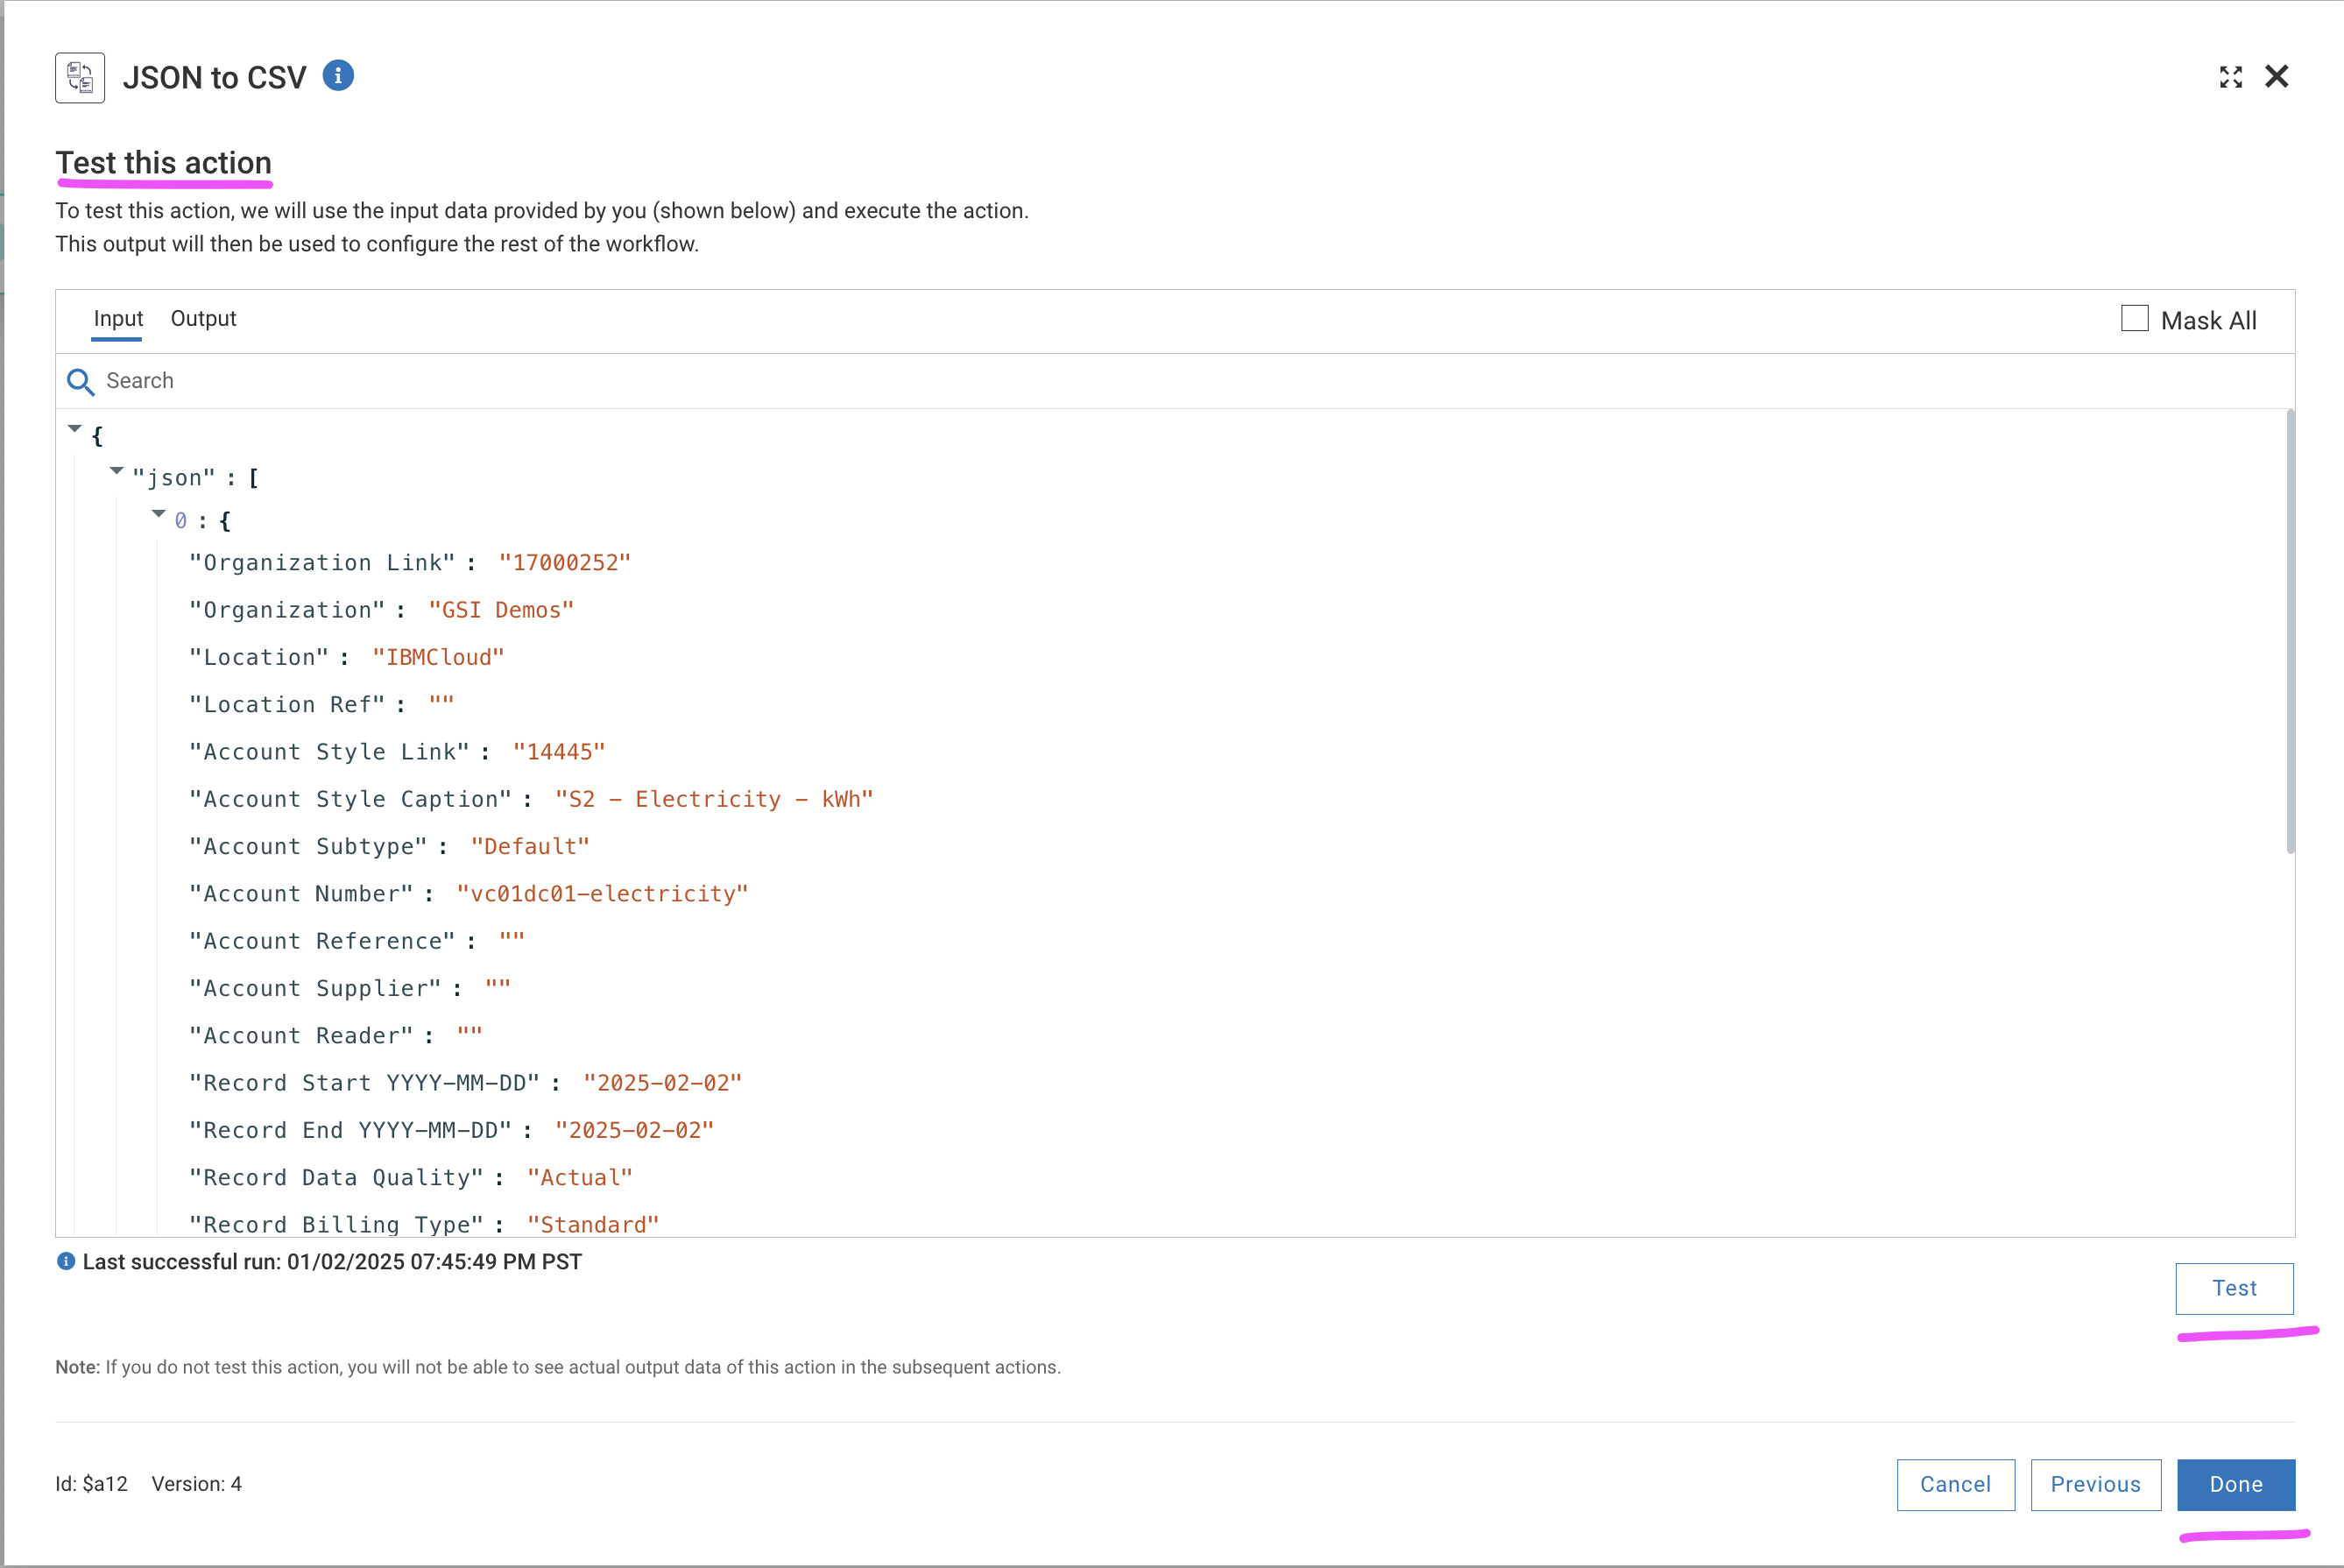 JSON to CSV
Test this action
To test this action, we will use the input data provided by you (shown below) and execute the action.
This output will then be used to configure the rest of the workflow.
Input Output Mask All
Search
{
"json" : [
0 : {
"Organization Link" : "17000252"
"Organization" : "GSI Demos"
"Location" : "IBMCloud"
"Location Ref" : ""
"Account Style Link" : "14445"
"Account Style Caption" : "S2 – Electricity – kWh"
"Account Subtype" : "Default"
"Account Number" : "vc01dc01-electricity"
"Account Reference" : ""
"Account Supplier" : ""
"Account Reader" : ""
"Record Start YYYY-MM-DD" : "2025-02-02"
"Record End YYYY-MM-DD" : "2025-02-02"
"Record Data Quality" : "Actual"
"Record Billing Type" : "Standard"
Last successful run: 01/02/2025 07:45:49 PM PST
Test
Note: If you do not test this action, you will not be able to see actual output data of this action in the subsequent actions.
Id: $a12 Version: 4
Cancel Previous Done